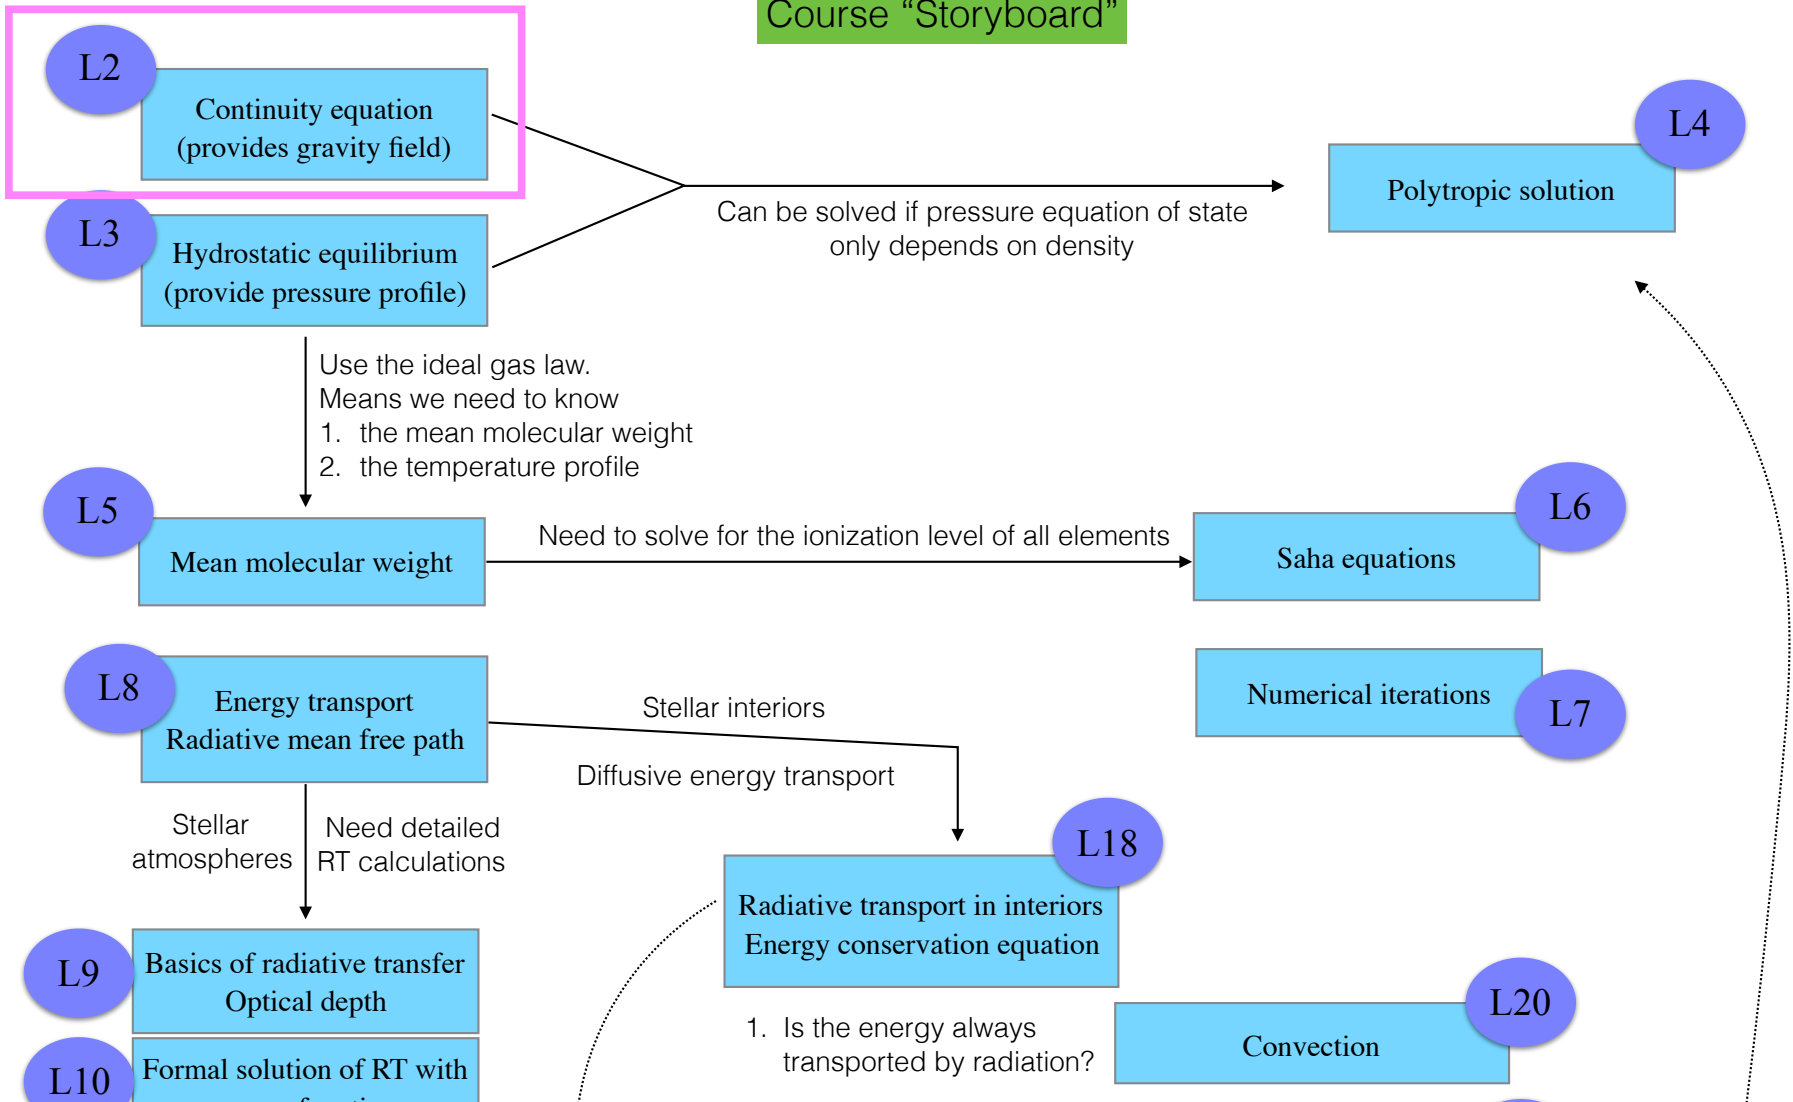 Course “Storyboard”
L2
Continuity equation
(provides gravity field)
L3
Hydrostatic equilibrium
(provide pressure profile)
Can be solved if pressure equation of state
only depends on density
L4
Polytropic solution
Use the ideal gas law.
Means we need to know
1. the mean molecular weight
2. the temperature profile
L5
Mean molecular weight
Need to solve for the ionization level of all elements
L6
Saha equations
Numerical iterations
L7
L8
Energy transport
Radiative mean free path
Stellar interiors
Diffusive energy transport
Stellar
atmospheres
Need detailed
RT calculations
L18
Radiative transport in interiors
Energy conservation equation
L9
Basics of radiative transfer
Optical depth
1. Is the energy always
transported by radiation?
L20
Convection
L10
Formal solution of RT with